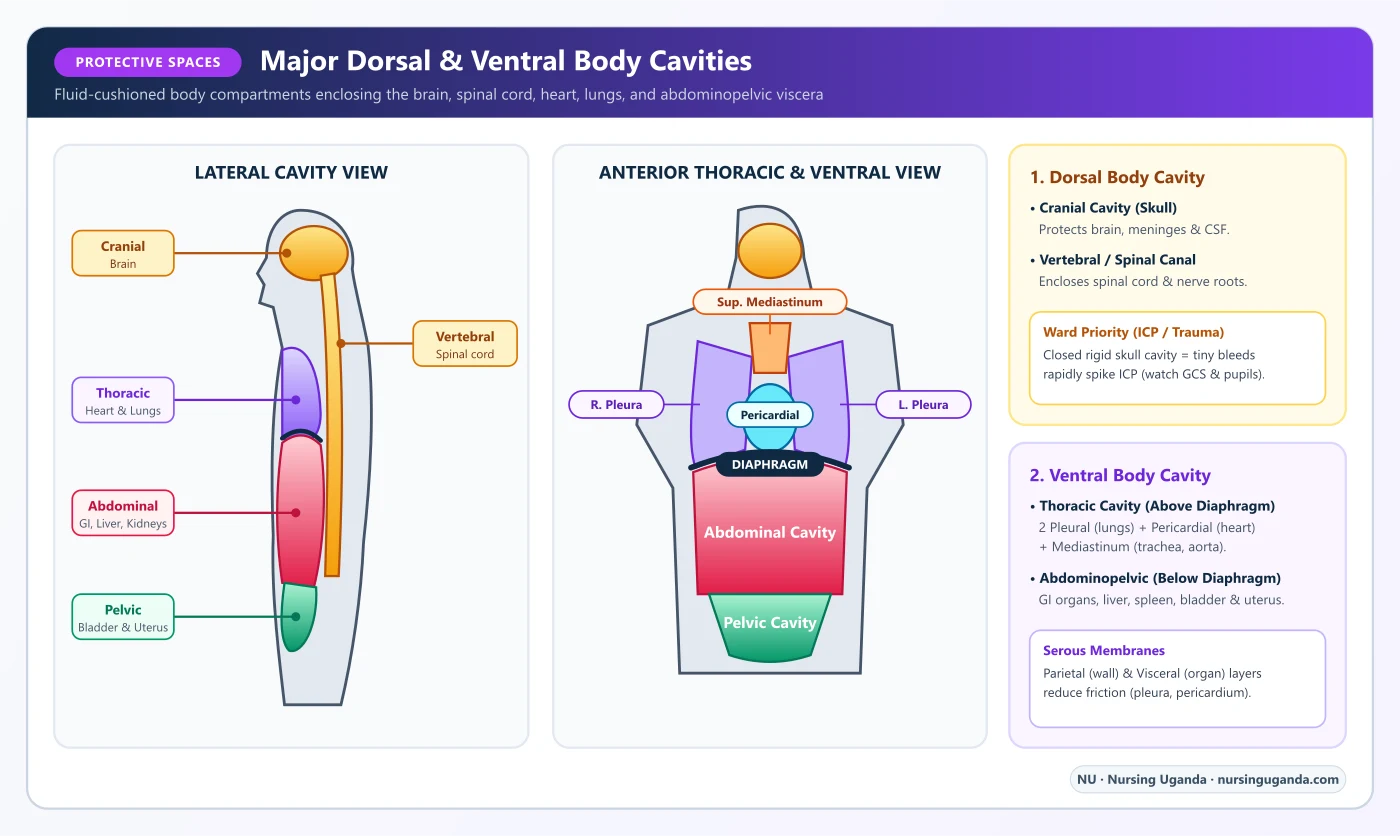 PROTECTIVE SPACES
Major Dorsal & Ventral Body Cavities
Fluid-cushioned body compartments enclosing the brain, spinal cord, heart, lungs, and abdominopelvic viscera
LATERAL CAVITY VIEW
Cranial
Brain
Vertebral
Spinal cord
Thoracic
Heart & Lungs
Abdominal
GI, Liver, Kidneys
Pelvic
Bladder & Uterus
ANTERIOR THORACIC & VENTRAL VIEW
Sup. Mediastinum
R. Pleura
L. Pleura
Pericardial
DIAPHRAGM
Abdominal Cavity
Pelvic Cavity
1. Dorsal Body Cavity
• Cranial Cavity (Skull)
Protects brain, meninges & CSF.
• Vertebral / Spinal Canal
Encloses spinal cord & nerve roots.
Ward Priority (ICP / Trauma)
Closed rigid skull cavity = tiny bleeds
rapidly spike ICP (watch GCS & pupils).
2. Ventral Body Cavity
• Thoracic Cavity (Above Diaphragm)
2 Pleural (lungs) + Pericardial (heart)
+ Mediastinum (trachea, aorta).
• Abdominopelvic (Below Diaphragm)
GI organs, liver, spleen, bladder & uterus.
Serous Membranes
Parietal (wall) & Visceral (organ) layers
reduce friction (pleura, pericardium).
NU · Nursing Uganda · nursinguganda.com